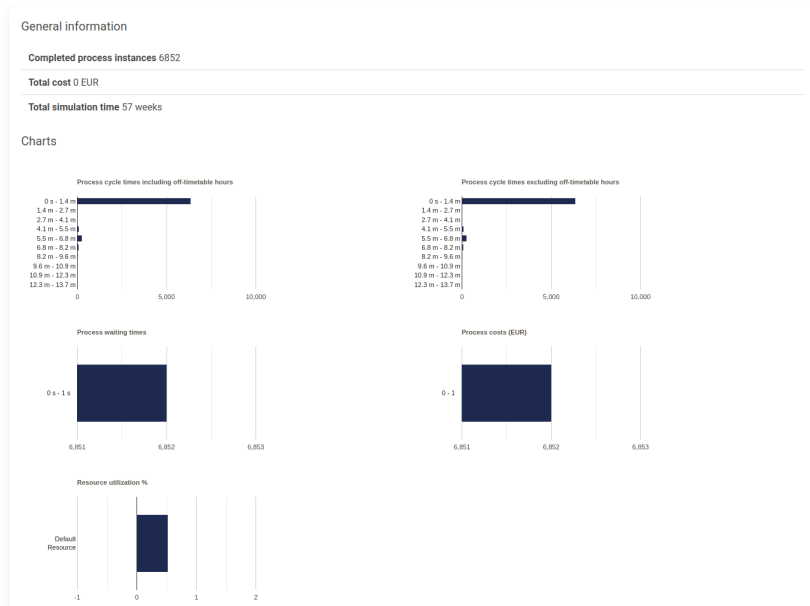 General information
Completed process instances 6852
Total cost 0 EUR
Total simulation time 57 weeks
Charts
Process cycle times including off-timetable hours
0 s - 1.4 m
1.4 m - 2.7 m
2.7 m - 4.1 m
4.1 m - 5.5 m
5.5 m - 6.8 m
6.8 m - 8.2 m
8.2 m - 9.6 m
9.6 m - 10.9 m
10.9 m - 12.3 m
12.3 m - 13.7 m
0 5,000 10,000
Process cycle times excluding off-timetable hours
0 s - 1.4 m
1.4 m - 2.7 m
2.7 m - 4.1 m
4.1 m - 5.5 m
5.5 m - 6.8 m
6.8 m - 8.2 m
8.2 m - 9.6 m
9.6 m - 10.9 m
10.9 m - 12.3 m
12.3 m - 13.7 m
0 5,000 10,000
Process waiting times
0 s - 1 s
6,851 6,852 6,853
Process costs (EUR)
0 - 1
6,851 6,852 6,853
Resource utilization %
Default
Resource
-1 0 1 2